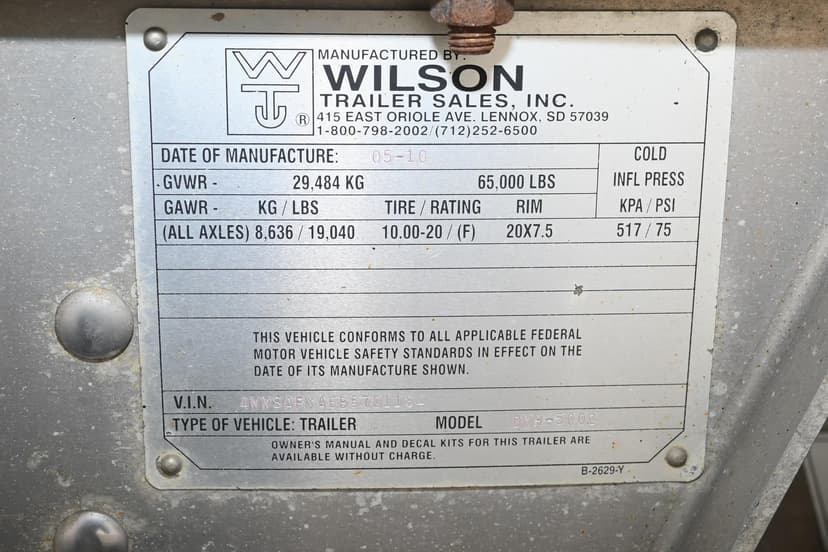 WT ®
MANUFACTURED BY:
WILSON
TRAILER SALES, INC.
415 EAST ORIOLE AVE. LENNOX, SD 57039
1-800-798-2002/(712)252-6500
DATE OF MANUFACTURE: 05-10 COLD
GVWR - 29,484 KG 65,000 LBS INFL PRESS
GAWR - KG / LBS TIRE / RATING RIM KPA / PSI
(ALL AXLES) 8,636 / 19,040 10.00-20 / (F) 20X7.5 517 / 75
THIS VEHICLE CONFORMS TO ALL APPLICABLE FEDERAL
MOTOR VEHICLE SAFETY STANDARDS IN EFFECT ON THE
DATE OF ITS MANUFACTURE SHOWN.
V.I.N.
TYPE OF VEHICLE: TRAILER MODEL
OWNER'S MANUAL AND DECAL KITS FOR THIS TRAILER ARE
AVAILABLE WITHOUT CHARGE.
B-2629-Y